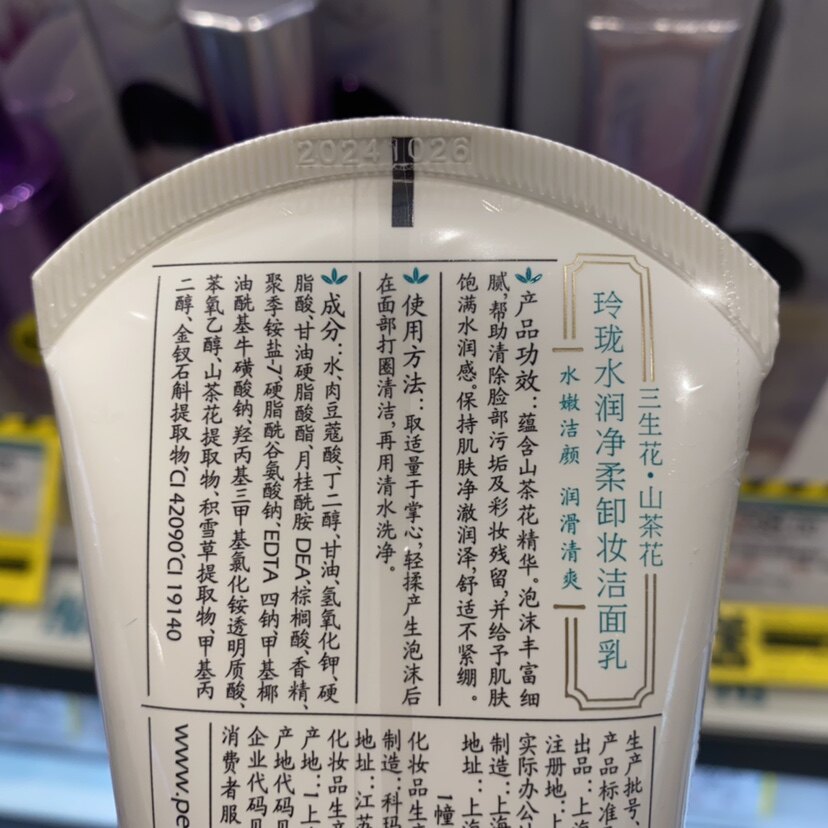 20241026
三生花·山茶花
玲珑水润净柔卸妆洁面乳
水嫩洁颜 润滑清爽
产品功效：蕴含山茶花精华。泡沫丰富细
腻，帮助清除脸部污垢及彩妆残留，并给予肌肤
饱满水润感。保持肌肤净澈润泽，舒适不紧绷。
使用方法：取适量于掌心，轻揉产生泡沫后
在面部打圈清洁，再用清水洗净。
成分：水、肉豆蔻酸、丁二醇、甘油、氢氧化钾、硬
脂酸、甘油硬脂酸酯、月桂酰胺 DEA、棕榈酸、香精、
聚季铵盐-7、硬脂酰谷氨酸钠、EDTA 四钠、甲基椰
油酰基牛磺酸钠、羟丙基三甲基氯化铵透明质酸、
苯氧乙醇、山茶花提取物、积雪草提取物、甲基丙
二醇、金钗石斛提取物、CI 42090、CI 19140
生产批号、
产品标准
出品：上海
注册地：上
实际办公
制造：上海
地址：上海
1幢
化妆品生产
制造：科玛
地址：江苏
化妆品生产
产地：1上
产地代码见
企业代码见
消费者服
www.pe